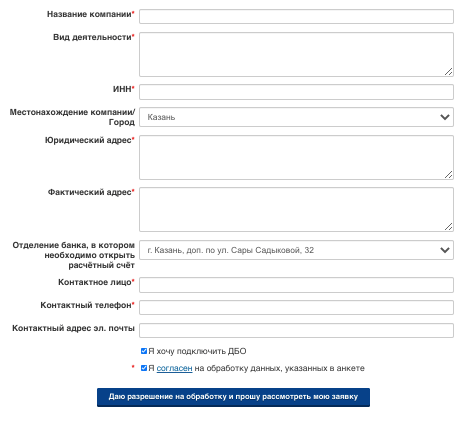 Название компании*
Вид деятельности*
ИНН*
Местонахождение компании/
Город
Казань
Юридический адрес*
Фактический адрес*
Отделение банка, в котором
необходимо открыть
расчётный счёт
г. Казань, доп. по ул. Сары Садыковой, 32
Контактное лицо*
Контактный телефон*
Контактный адрес эл. почты
Я хочу подключить ДБО
* Я согласен на обработку данных, указанных в анкете
Даю разрешение на обработку и прошу рассмотреть мою заявку